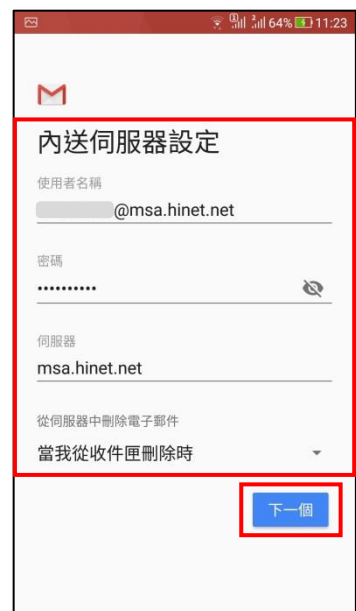 64% 11:23
內送伺服器設定
使用者名稱
@msa.hinet.net
密碼
••••••••••
伺服器
msa.hinet.net
從伺服器中刪除電子郵件
當我從收件匣刪除時
下一個